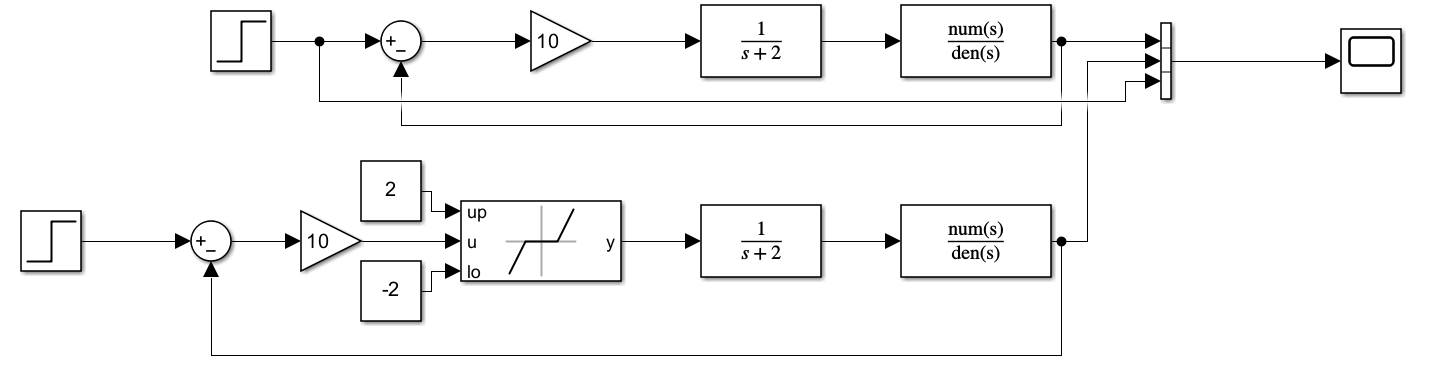 +
−
10
1
s + 2
num(s)
den(s)
2
up
+
−
10
u
y
1
s + 2
num(s)
den(s)
lo
-2